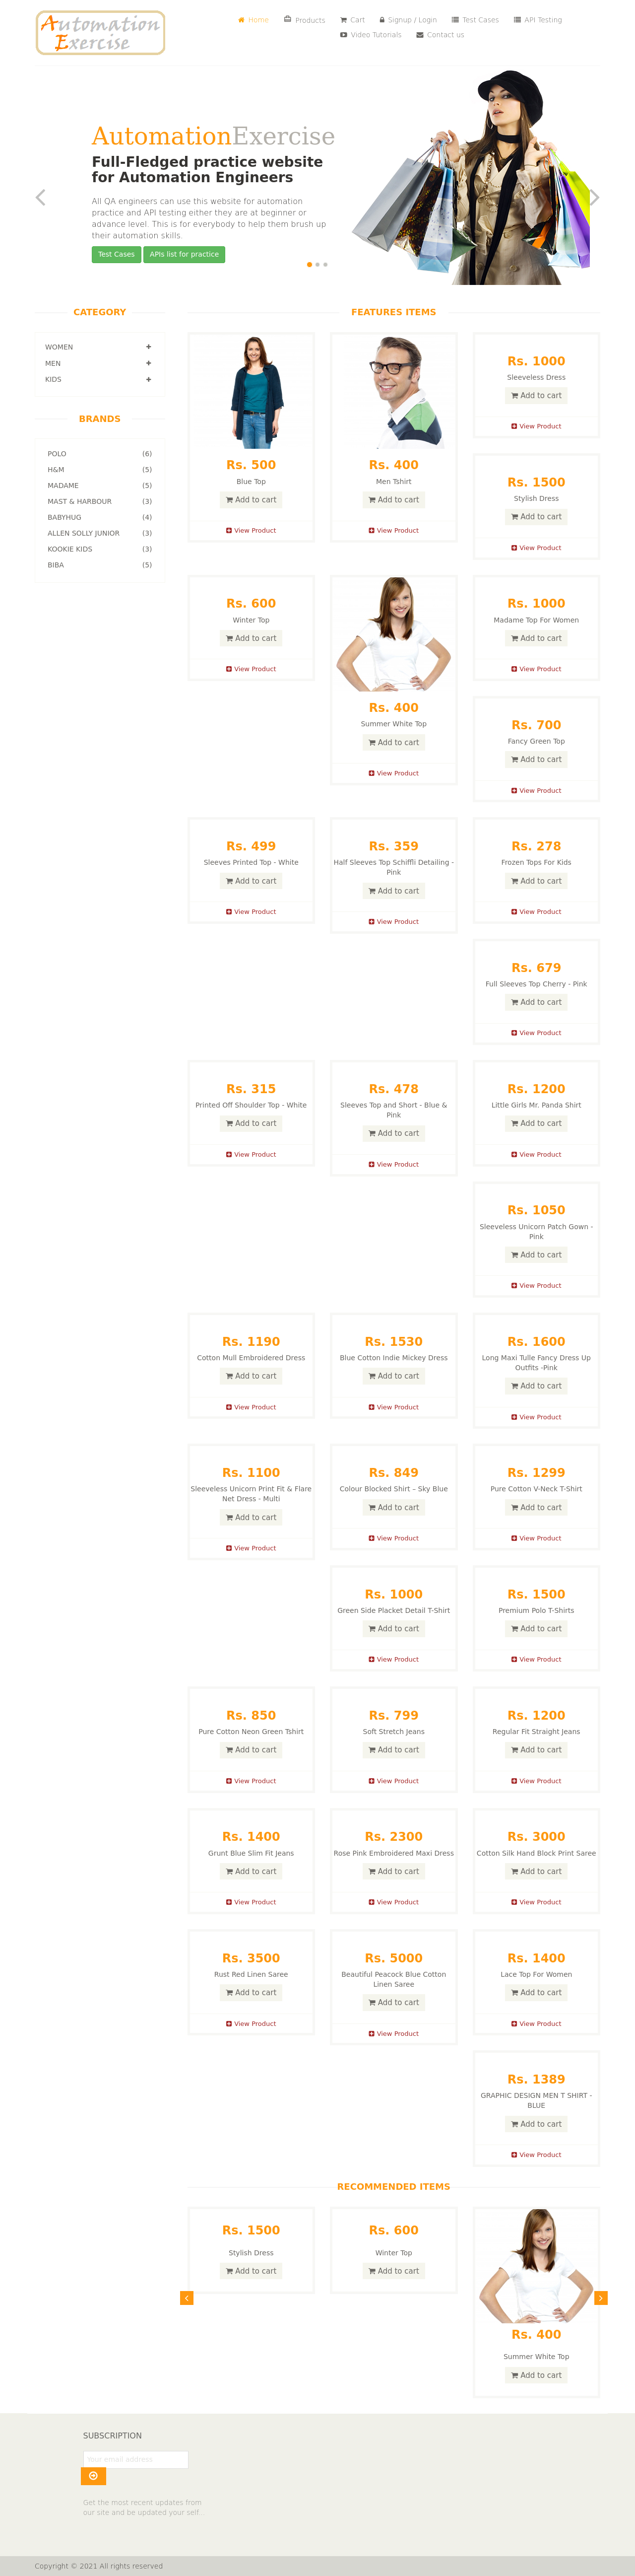 Automation
Exercise
Home
Products
Cart
Signup / Login
Test Cases
API Testing
Video Tutorials
Contact us
AutomationExercise
Full-Fledged practice website
for Automation Engineers
All QA engineers can use this website for automation
practice and API testing either they are at beginner or
advance level. This is for everybody to help them brush up
their automation skills.
Test Cases
APIs list for practice
CATEGORY
WOMEN
MEN
KIDS
BRANDS
POLO (6)
H&M (5)
MADAME (5)
MAST & HARBOUR (3)
BABYHUG (4)
ALLEN SOLLY JUNIOR (3)
KOOKIE KIDS (3)
BIBA (5)
FEATURES ITEMS
Rs. 500
Blue Top
Add to cart
View Product
Rs. 400
Men Tshirt
Add to cart
View Product
Rs. 1000
Sleeveless Dress
Add to cart
View Product
Rs. 1500
Stylish Dress
Add to cart
View Product
Rs. 600
Winter Top
Add to cart
View Product
Rs. 400
Summer White Top
Add to cart
View Product
Rs. 1000
Madame Top For Women
Add to cart
View Product
Rs. 700
Fancy Green Top
Add to cart
View Product
Rs. 499
Sleeves Printed Top - White
Add to cart
View Product
Rs. 359
Half Sleeves Top Schiffli Detailing -
Pink
Add to cart
View Product
Rs. 278
Frozen Tops For Kids
Add to cart
View Product
Rs. 679
Full Sleeves Top Cherry - Pink
Add to cart
View Product
Rs. 315
Printed Off Shoulder Top - White
Add to cart
View Product
Rs. 478
Sleeves Top and Short - Blue &
Pink
Add to cart
View Product
Rs. 1200
Little Girls Mr. Panda Shirt
Add to cart
View Product
Rs. 1050
Sleeveless Unicorn Patch Gown -
Pink
Add to cart
View Product
Rs. 1190
Cotton Mull Embroidered Dress
Add to cart
View Product
Rs. 1530
Blue Cotton Indie Mickey Dress
Add to cart
View Product
Rs. 1600
Long Maxi Tulle Fancy Dress Up
Outfits -Pink
Add to cart
View Product
Rs. 1100
Sleeveless Unicorn Print Fit & Flare
Net Dress - Multi
Add to cart
View Product
Rs. 849
Colour Blocked Shirt – Sky Blue
Add to cart
View Product
Rs. 1299
Pure Cotton V-Neck T-Shirt
Add to cart
View Product
Rs. 1000
Green Side Placket Detail T-Shirt
Add to cart
View Product
Rs. 1500
Premium Polo T-Shirts
Add to cart
View Product
Rs. 850
Pure Cotton Neon Green Tshirt
Add to cart
View Product
Rs. 799
Soft Stretch Jeans
Add to cart
View Product
Rs. 1200
Regular Fit Straight Jeans
Add to cart
View Product
Rs. 1400
Grunt Blue Slim Fit Jeans
Add to cart
View Product
Rs. 2300
Rose Pink Embroidered Maxi Dress
Add to cart
View Product
Rs. 3000
Cotton Silk Hand Block Print Saree
Add to cart
View Product
Rs. 3500
Rust Red Linen Saree
Add to cart
View Product
Rs. 5000
Beautiful Peacock Blue Cotton
Linen Saree
Add to cart
View Product
Rs. 1400
Lace Top For Women
Add to cart
View Product
Rs. 1389
GRAPHIC DESIGN MEN T SHIRT -
BLUE
Add to cart
View Product
RECOMMENDED ITEMS
Rs. 1500
Stylish Dress
Add to cart
Rs. 600
Winter Top
Add to cart
Rs. 400
Summer White Top
Add to cart
SUBSCRIPTION
Your email address
Get the most recent updates from
our site and be updated your self.
Copyright © 2021 All rights reserved